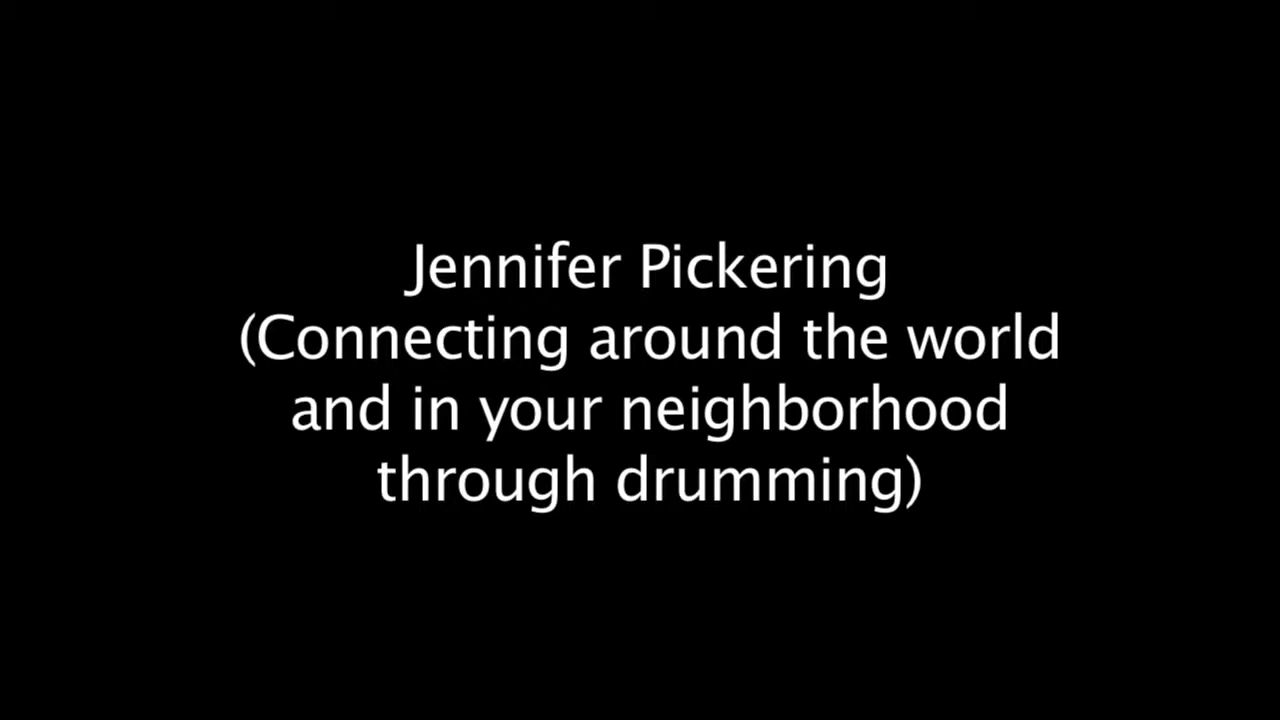 Jennifer Pickering
(Connecting around the world
and in your neighborhood
through drumming)